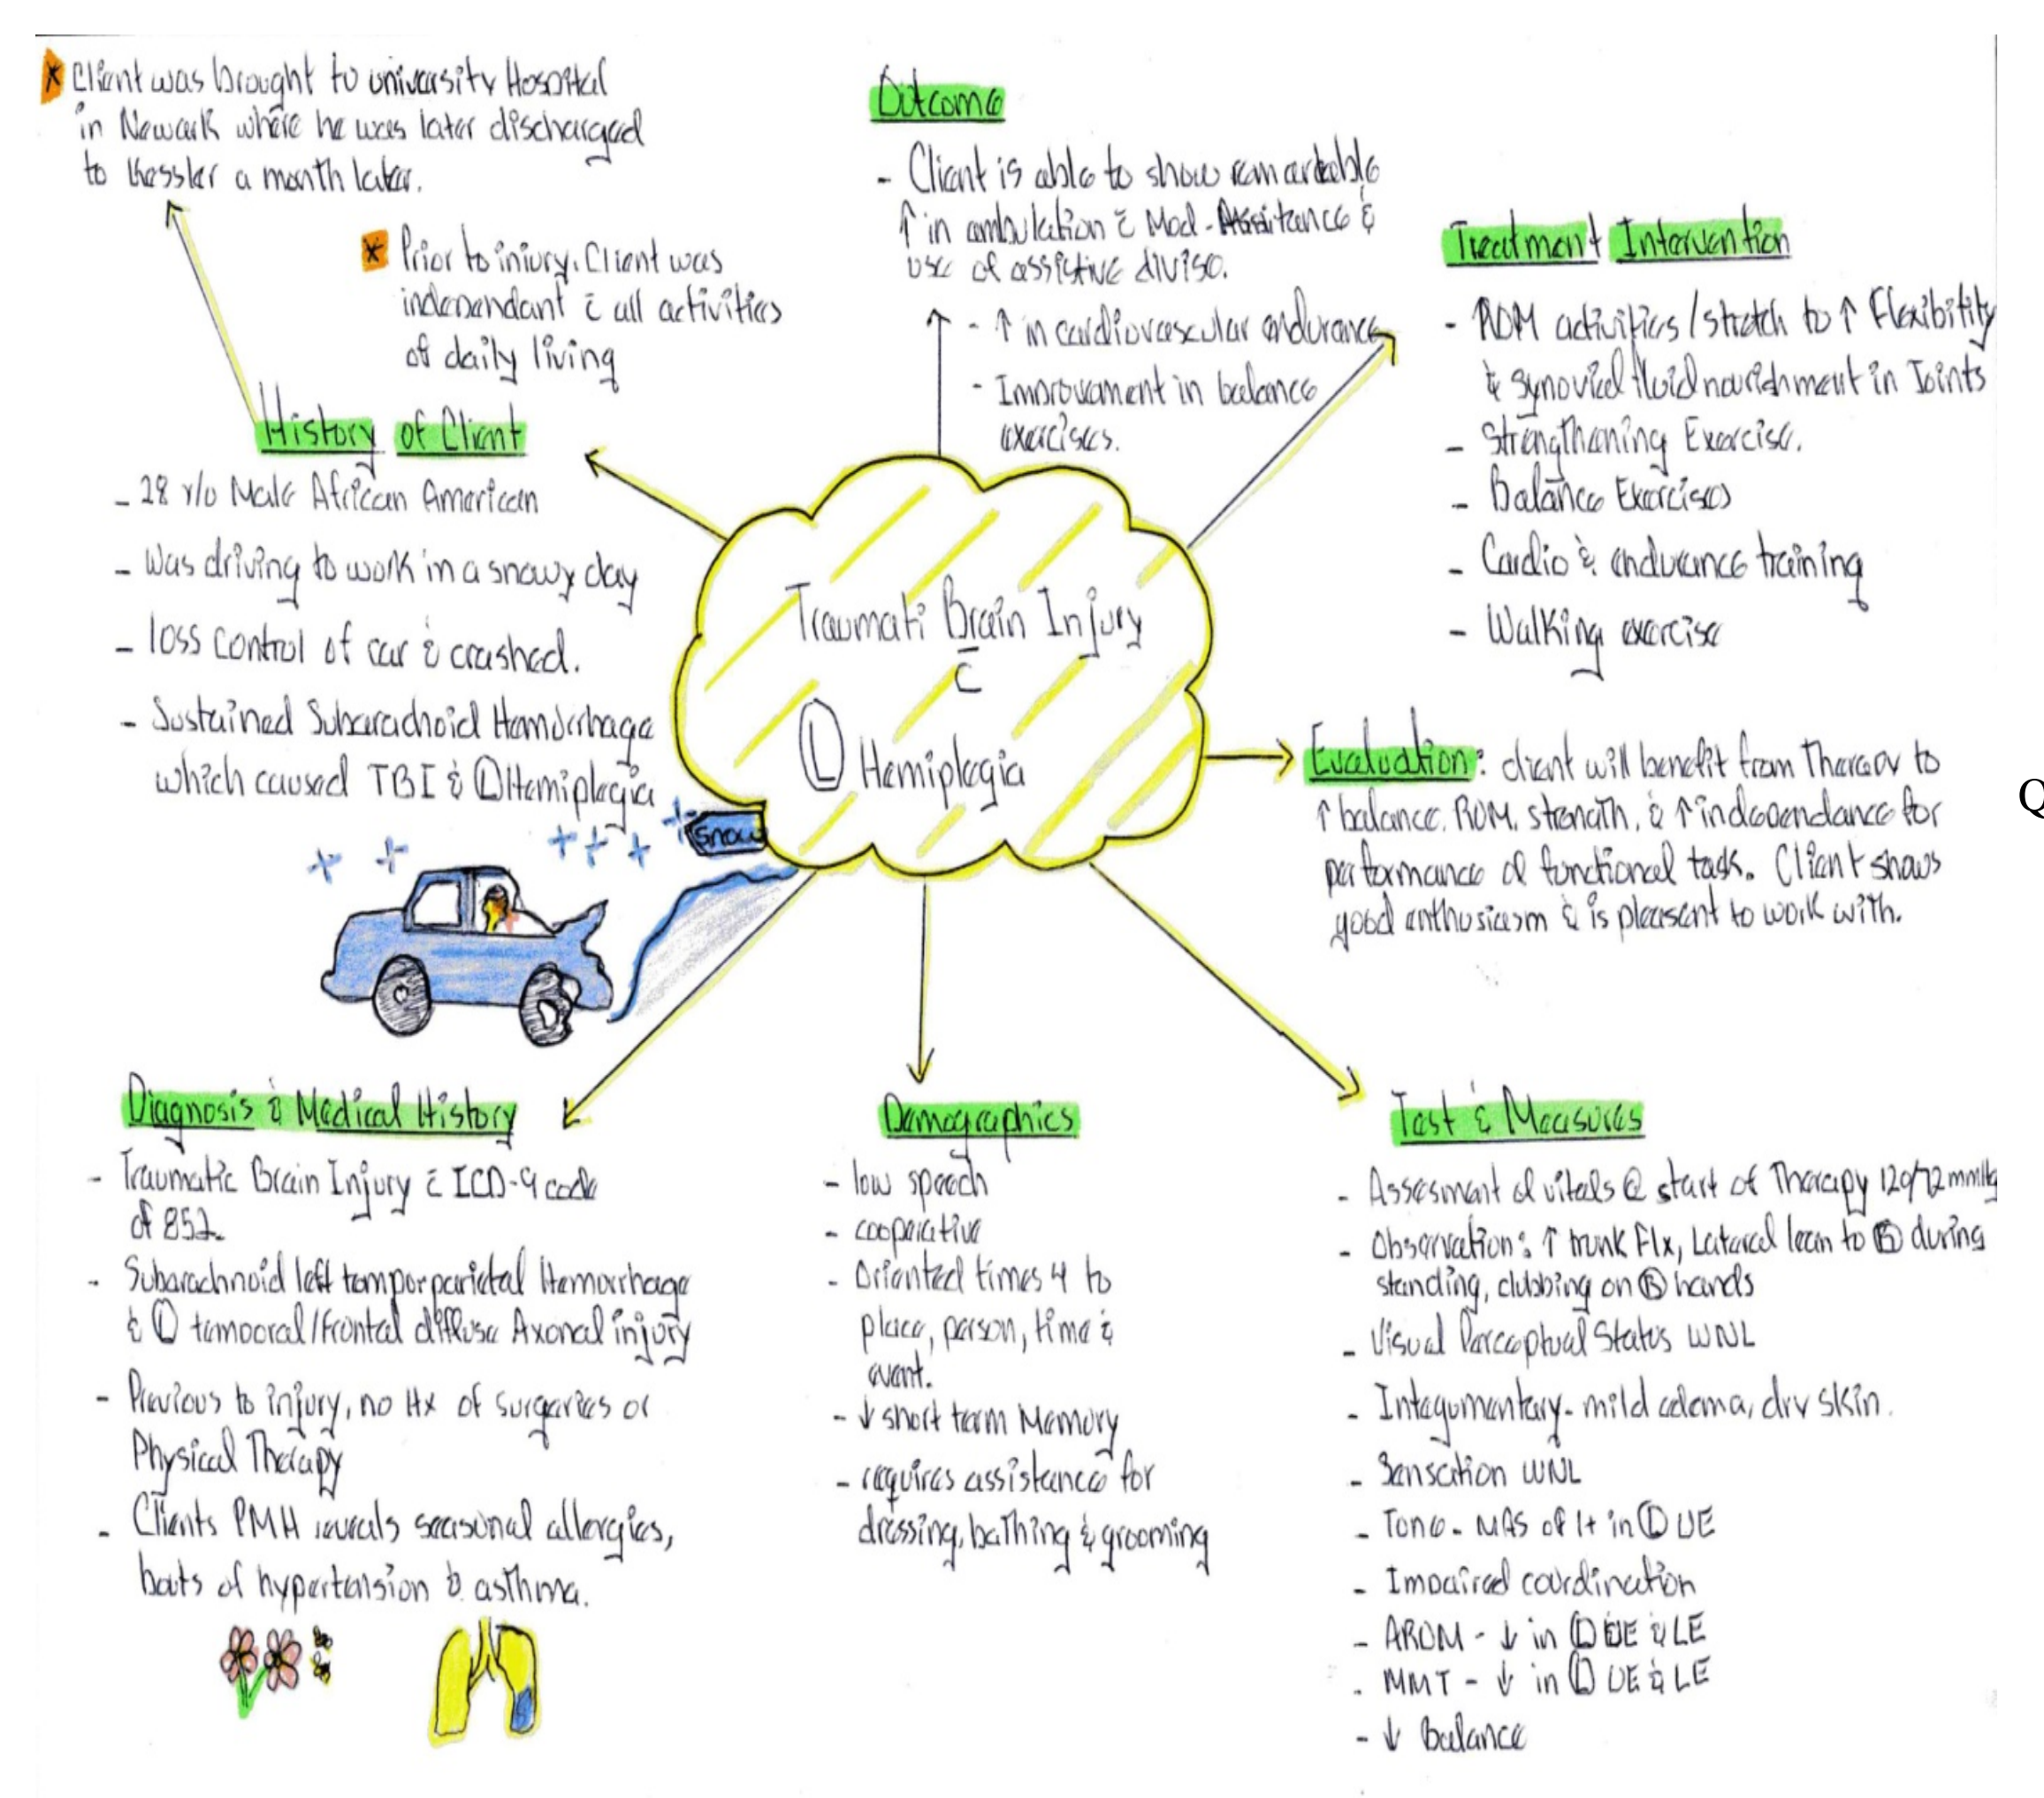 * Client was brought to university Hospital
in Newark where he was later discharged
to Kessler a month later.
* Prior to injury, Client was
independant c̄ all activities
of daily living
History of Client
- 28 y/o Male African American
- Was driving to work in a snowy day
- loss control of car & crashed.
- Sustained Subarachoid Hemorrhage
which caused TBI & Ⓛ Hemiplegia
Snow
Outcome
- Client is able to show remarkable
↑ in ambulation c̄ Mod-Assitance &
use of assistive divise.
- ↑ in cardiovascular endurance
- Improvement in balance
exercises.
Treatment Intervention
- ROM activities / stretch to ↑ Flexibitity
& synovial fluid nourishment in Joints
- Strengthening Exercise.
- Balance Exercises
- Cardio & endurance training
- Walking exercise
Traumati Brain Injury
c̄
Ⓛ Hemiplegia
Evaluation: client will benefit from Therapy to
↑ balance, ROM, strength, & ↑ independance for
performance of functional task. Client shows
good enthusiasm & is pleasent to work with.
Q
Diagnosis & Medical History
- Traumatic Brain Injury c̄ ICD-9 code
of 852.
- Subarachnoid left temporparietal Hemorrhage
& Ⓛ temporal/frontal diffuse Axonal injury
- Previous to injury, no Hx of surgeries or
Physical Therapy
- Clients PMH reveals seasonal allergies,
bouts of hypertension & asthma.
Demographics
- low speech
- cooperative
- Oriented times 4 to
place, person, time &
event.
- ↓ short term Memory
- requires assistance for
dressing, bathing & grooming
Test & Measures
- Assesment of vitals @ start of Therapy 120/72 mmHg
- Observation: ↑ trunk Flx, Lateral lean to during
standing, clubbing on Ⓑ hands
- Visual Perceptual Status WNL
- Integumentary - mild edema, dry skin.
- Sensation WNL
- Tone - MAS of 1+ in Ⓛ UE
- Impaired coordination
- AROM - ↓ in Ⓛ UE & LE
- MMT - ↓ in Ⓛ UE & LE
- ↓ Balance